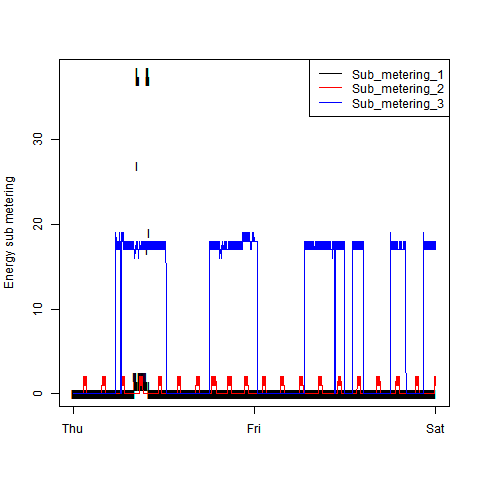 Sub_metering_1
Sub_metering_2
Sub_metering_3
Energy sub metering
30
20
10
0
Thu
Fri
Sat